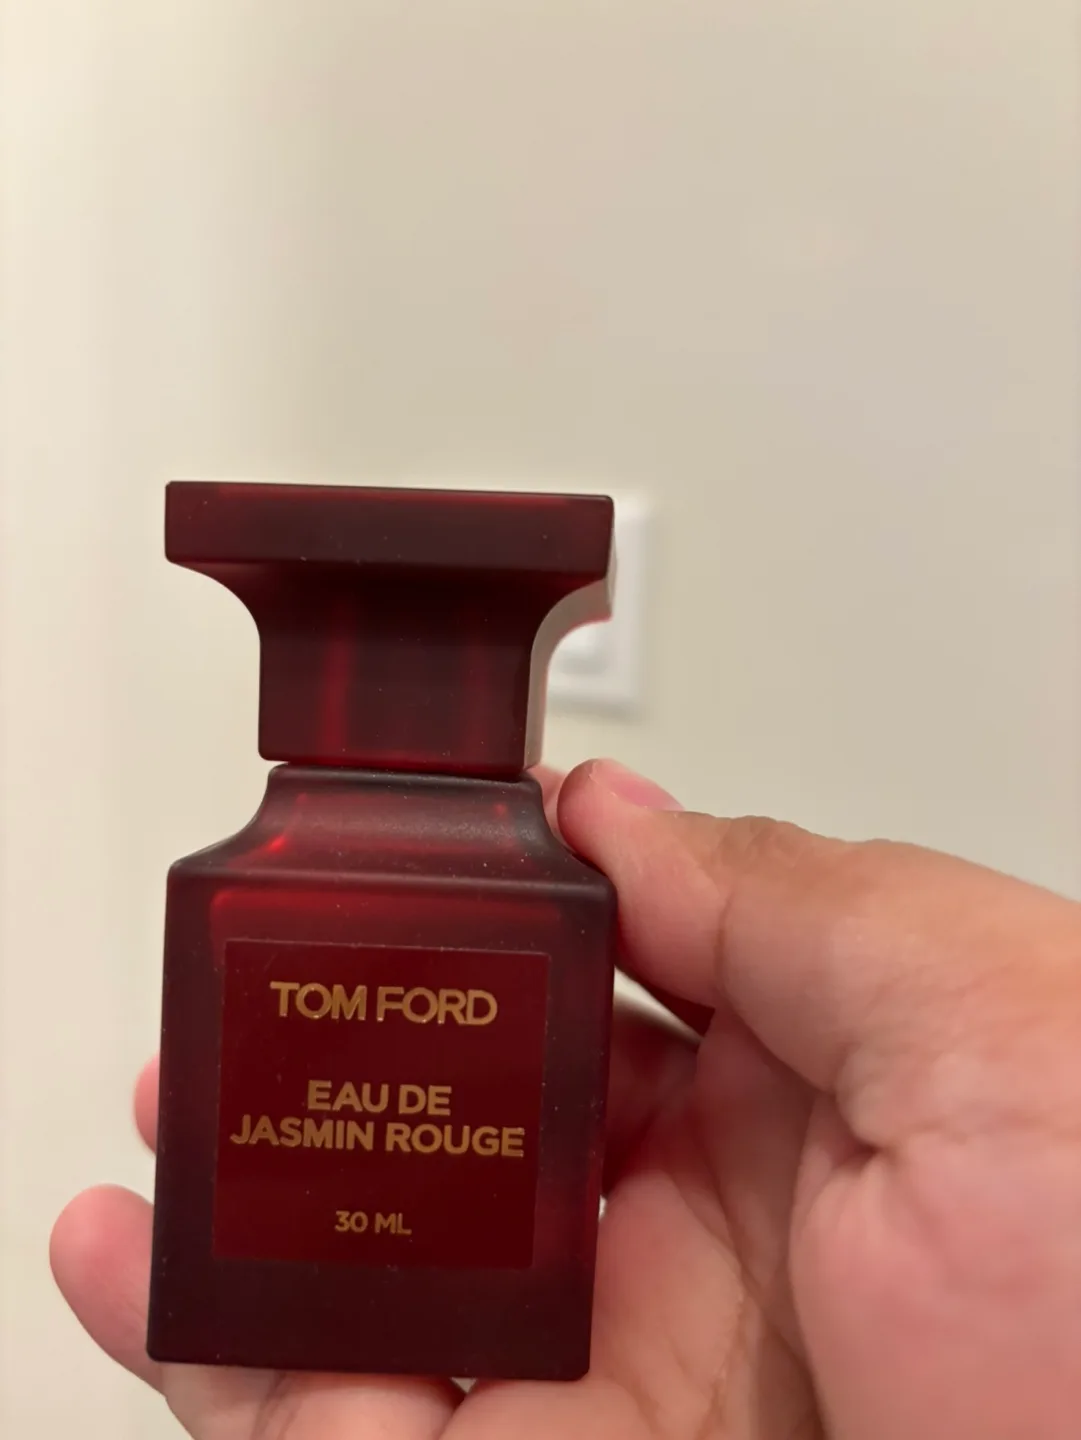 TOM FORD
EAU DE
JASMIN ROUGE
30 ML